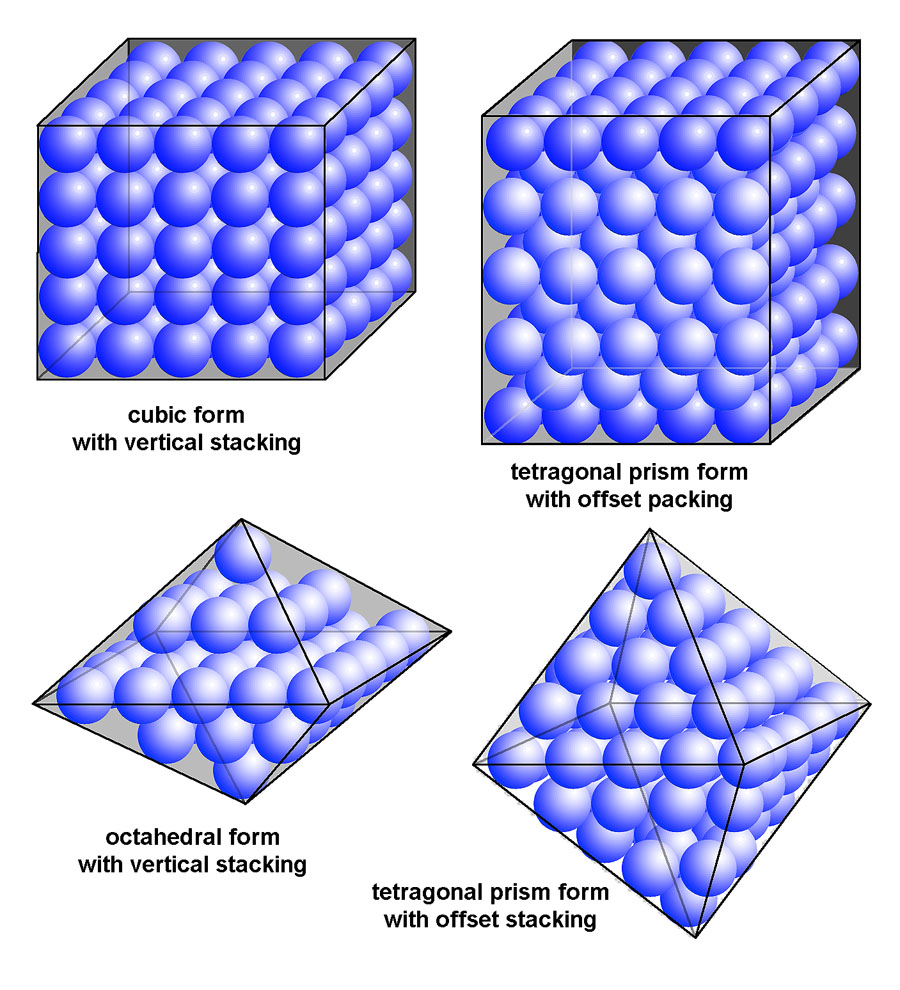 cubic form
with vertical stacking
tetragonal prism form
with offset packing
octahedral form
with vertical stacking
tetragonal prism form
with offset stacking